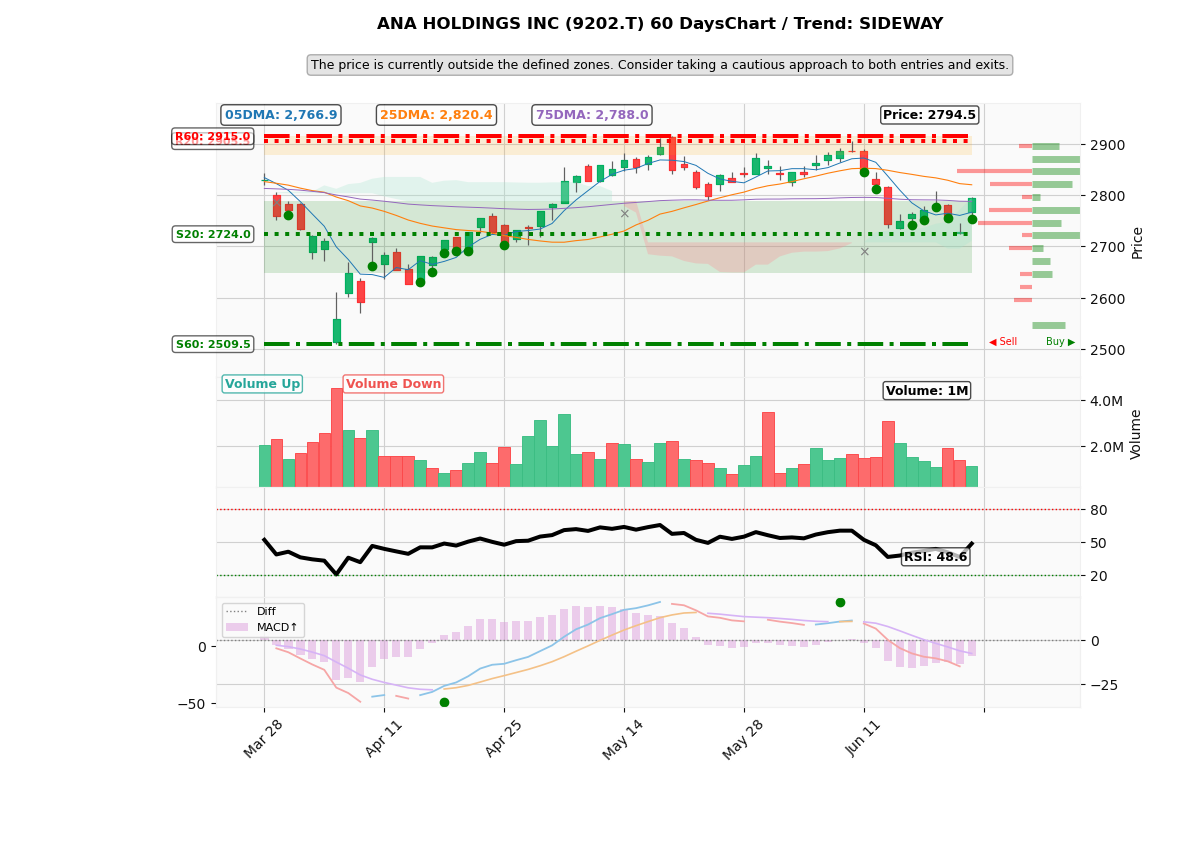 ANA HOLDINGS INC (9202.T) 60 DaysChart / Trend: SIDEWAY
The price is currently outside the defined zones. Consider taking a cautious approach to both entries and exits.
05DMA: 2,766.9
25DMA: 2,820.4
75DMA: 2,788.0
Price: 2794.5
R60: 2915.0
S20: 2724.0
S60: 2509.5
2900
2800
2700
2600
2500
Price
◀ Sell
Buy ▶
Volume Up
Volume Down
Volume: 1M
4.0M
2.0M
Volume
80
50
20
RSI: 48.6
Diff
MACD↑
0
−50
0
−25
Mar 28
Apr 11
Apr 25
May 14
May 28
Jun 11